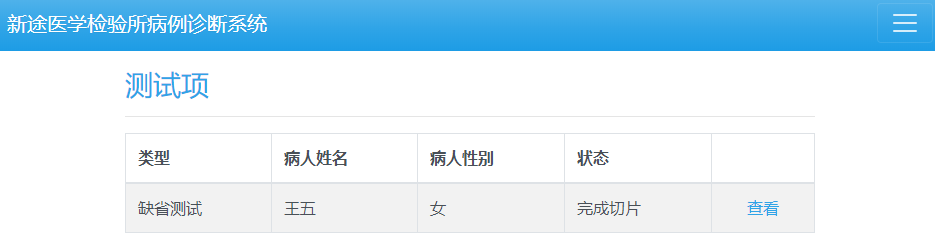 新途医学检验所病例诊断系统
测试项
类型 病人姓名 病人性别 状态
缺省测试 王五 女 完成切片 查看